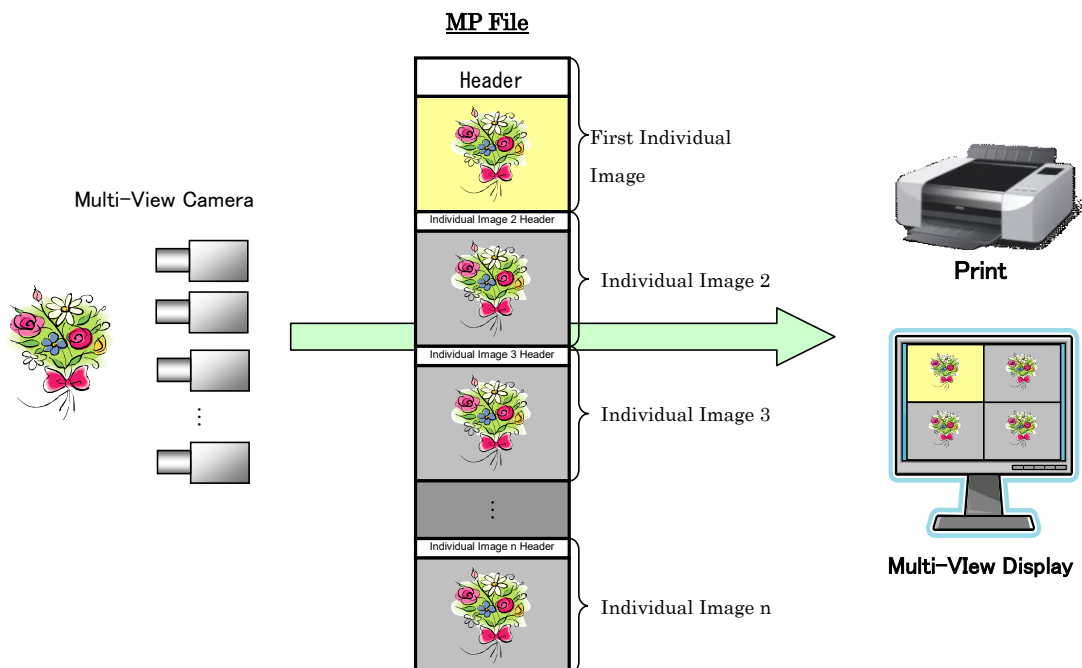 MP File
Header
First Individual
Image
Multi-View Camera
Individual Image 2 Header
Individual Image 2
Print
Individual Image 3 Header
Individual Image 3
⋮
⋮
Individual Image n Header
Multi-VIew Display
Individual Image n